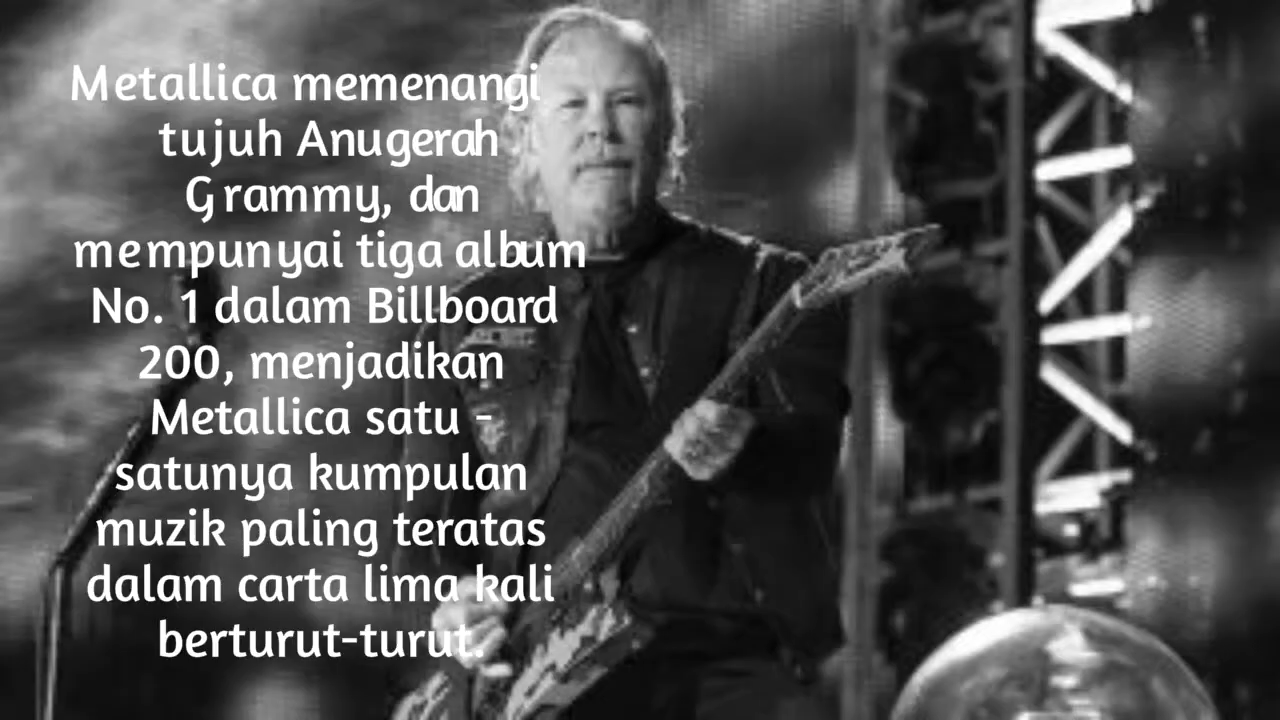 Metallica memenangi
tujuh Anugerah
Grammy, dan
mempunyai tiga album
No. 1 dalam Billboard
200, menjadikan
Metallica satu -
satunya kumpulan
muzik paling teratas
dalam carta lima kali
berturut-turut.